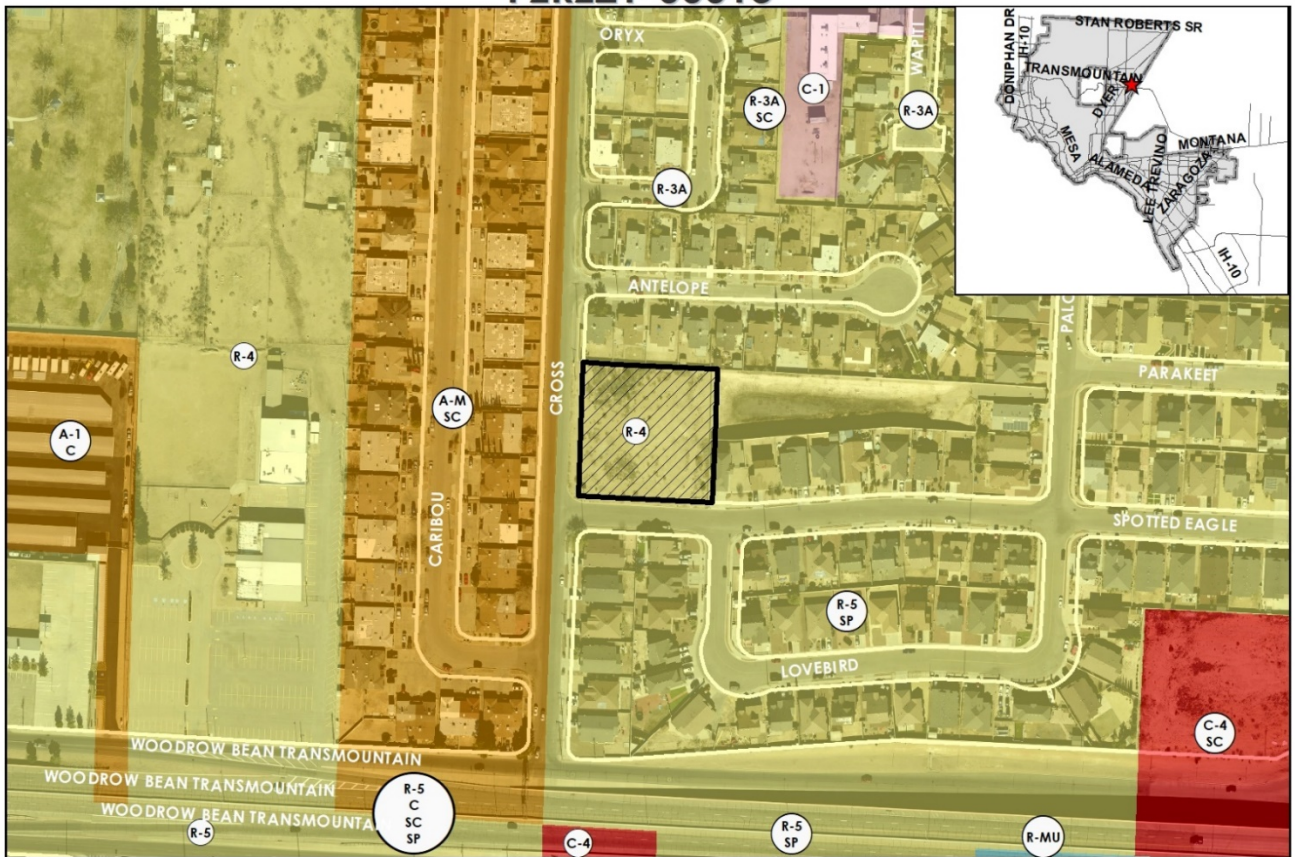 STAN ROBERTS SR
DONIPHAN DR
IH-10
TRANSMOUNTAIN
DYER
MESA
MONTANA
ALAMEDA
LEE TREVINO
ZARAGOZA
IH-10
ORYX
WAPITI
C-1
R-3A
SC
R-3A
R-3A
ANTELOPE
R-4
PARAKEET
CROSS
A-M
SC
R-4
A-1
C
CARIBOU
SPOTTED EAGLE
R-5
SP
LOVEBIRD
C-4
SC
WOODROW BEAN TRANSMOUNTAIN
WOODROW BEAN TRANSMOUNTAIN
WOODROW BEAN TRANSMOUNTAIN
R-5
C
SC
SP
R-5
C-4
R-5
SP
R-MU